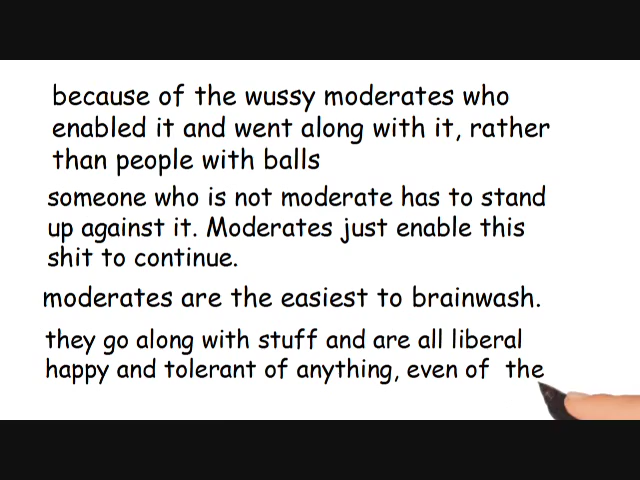 because of the wussy moderates who
enabled it and went along with it, rather
than people with balls
someone who is not moderate has to stand
up against it. Moderates just enable this
shit to continue.
moderates are the easiest to brainwash.
they go along with stuff and are all liberal
happy and tolerant of anything, even of the